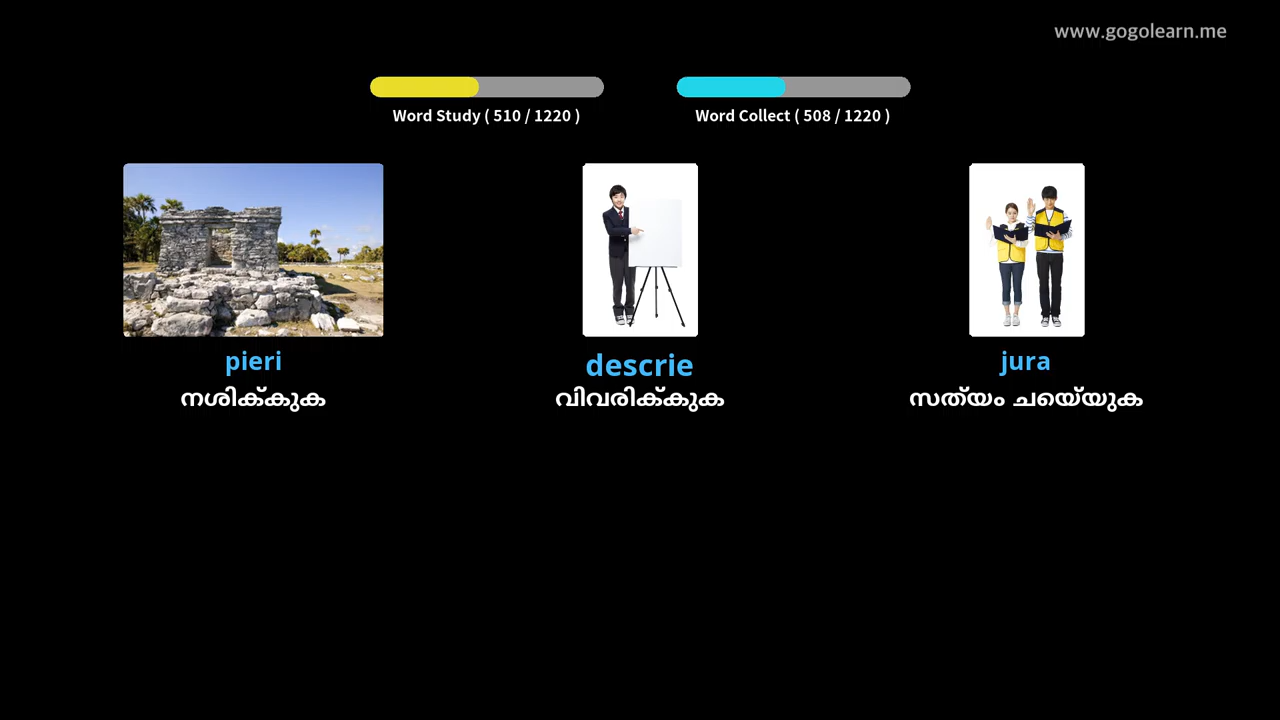 www.gogolearn.me
Word Study ( 510 / 1220 )
Word Collect ( 508 / 1220 )
pieri
descrie
jura
നശിക്കുക
വിവരിക്കുക
സത്യം ചെയ്യുക